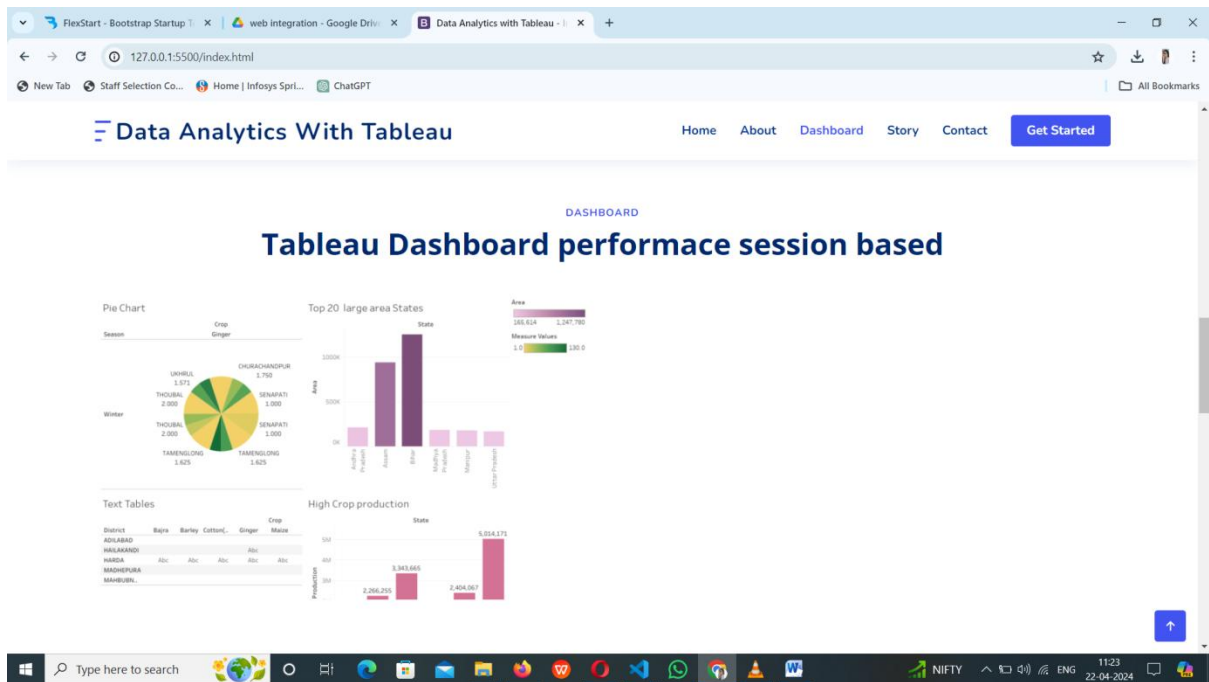 FlexStart - Bootstrap Startup T
web integration - Google Drive
Data Analytics with Tableau - I
127.0.0.1:5500/index.html
New Tab
Staff Selection Co...
Home | Infosys Spri...
ChatGPT
All Bookmarks
Data Analytics With Tableau
Home About Dashboard Story Contact Get Started
DASHBOARD
Tableau Dashboard performace session based
Pie Chart
Crop
Season Ginger
Winter
UKHRUL
1.571
CHURACHANDPUR
1.750
THOUBAL
2.000
SENAPATI
1.000
THOUBAL
2.000
SENAPATI
1.000
TAMENGLONG
1.625
TAMENGLONG
1.625
Top 20 large area States
State
Area
1000K
500K
0K
Andhra Pradesh
Assam
Bihar
Madhya Pradesh
Manipur
Uttar Pradesh
Area
1,247,790
Measure Values
1.0 130.0
Text Tables
Crop
District Bajra Barley Cotton(.. Ginger Maize
ADILABAD
HAILAKANDI Abc
HARDA Abc Abc Abc Abc Abc
MADHEPURA
MAHBUBN..
High Crop production
State
Production
5M
4M
3M
2,266,255
3,343,665
2,404,067
5,014,171
Type here to search
NIFTY
ENG
11:23
22-04-2024